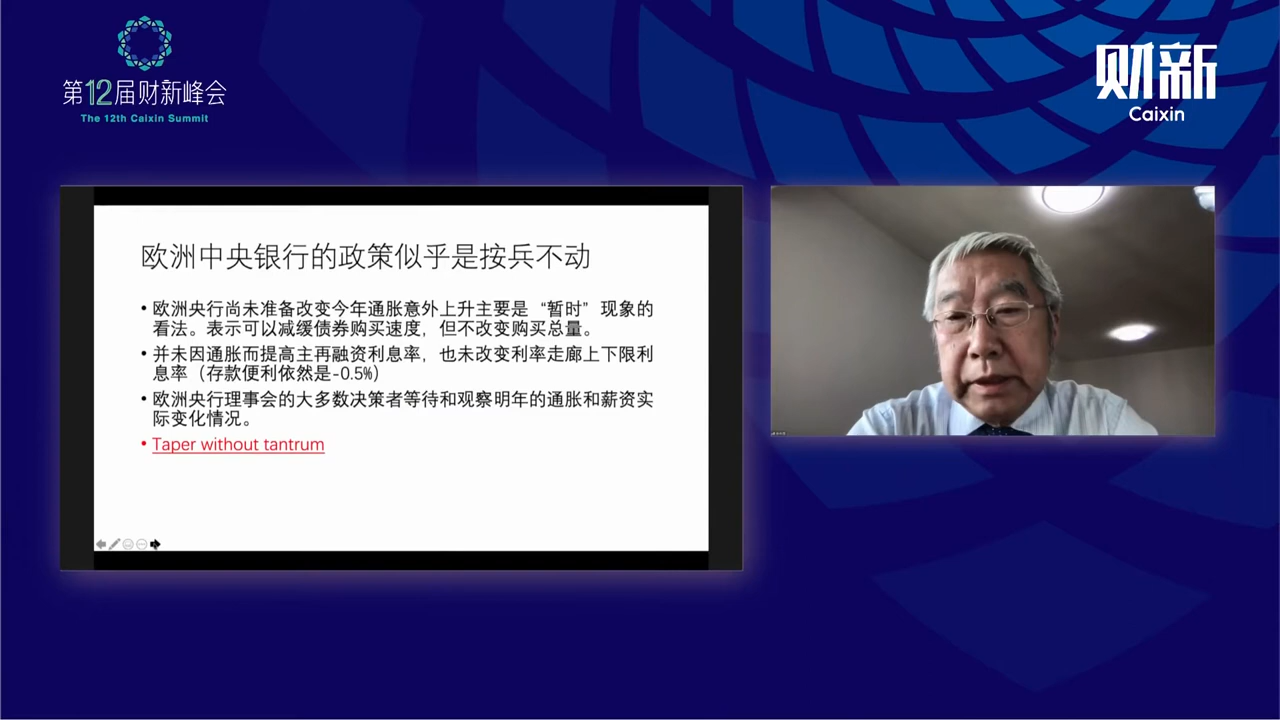 第12届财新峰会
The 12th Caixin Summit
财新
Caixin
欧洲中央银行的政策似乎是按兵不动
• 欧洲央行尚未准备改变今年通胀意外上升主要是“暂时”现象的
看法。表示可以减缓债券购买速度，但不改变购买总量。
• 并未因通胀而提高主再融资利息率，也未改变利率走廊上下限利
息率（存款便利依然是-0.5%）
• 欧洲央行理事会的大多数决策者等待和观察明年的通胀和薪资实
际变化情况。
• Taper without tantrum